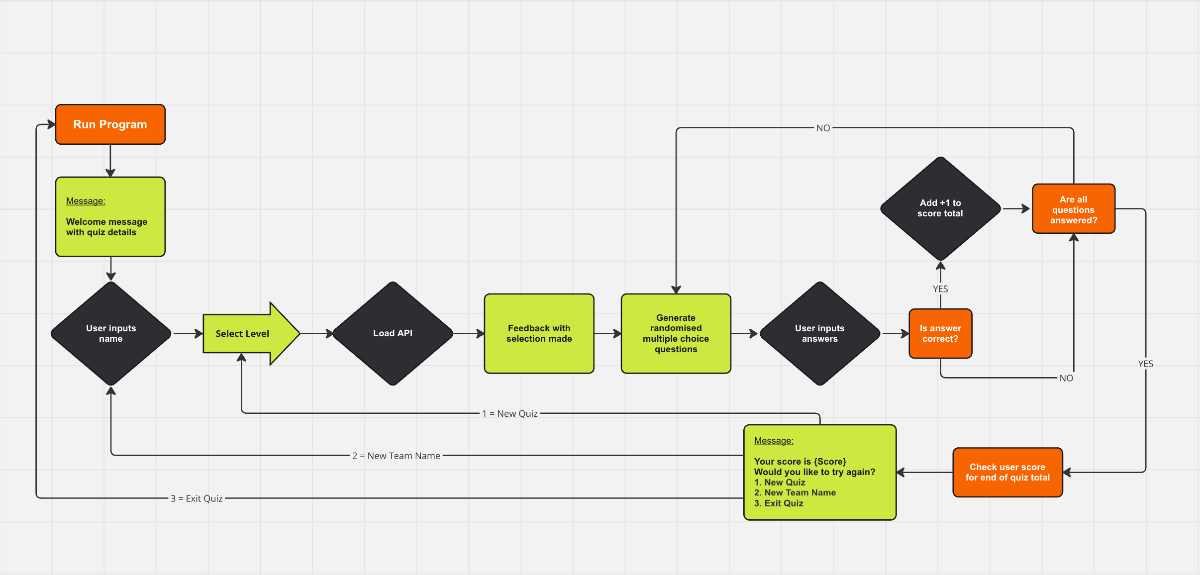 Run Program
Message:
Welcome message
with quiz details
User inputs
name
Select Level
Load API
Feedback with
selection made
Generate
randomised
multiple choice
questions
User inputs
answers
Is answer
correct?
YES
NO
Add +1 to
score total
Are all
questions
answered?
NO
YES
Check user score
for end of quiz total
Message:
Your score is {Score}
Would you like to try again?
1. New Quiz
2. New Team Name
3. Exit Quiz
1 = New Quiz
2 = New Team Name
3 = Exit Quiz